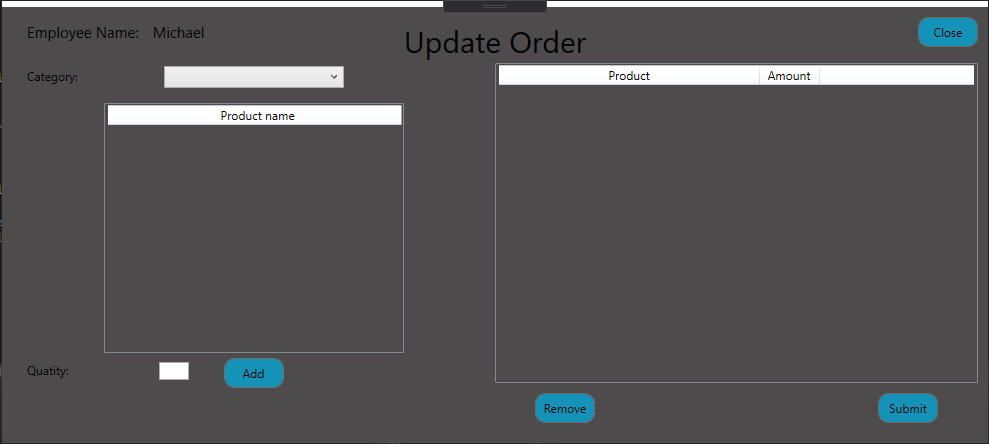 Employee Name: Michael
Update Order
Close
Category:
Product name
Product Amount
Quatity:
Add
Remove
Submit